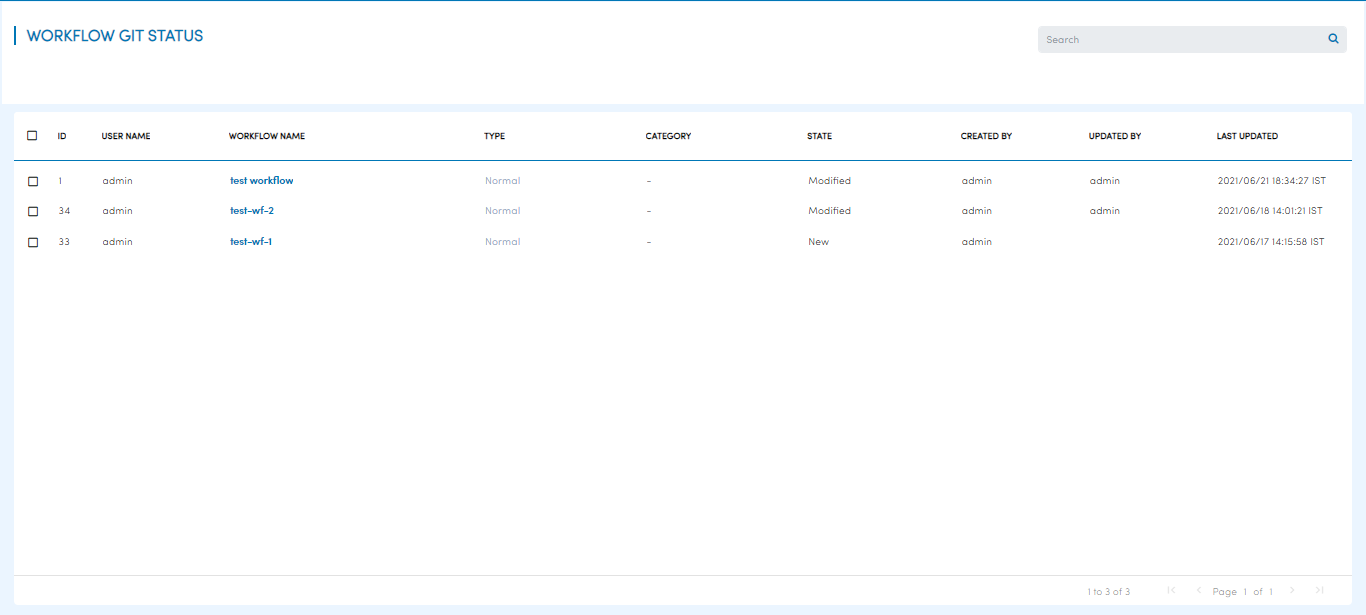 WORKFLOW GIT STATUS
Search
ID USER NAME WORKFLOW NAME TYPE CATEGORY STATE CREATED BY UPDATED BY LAST UPDATED
1 admin test workflow Normal - Modified admin admin 2021/06/21 18:34:27 IST
34 admin test-wf-2 Normal - Modified admin admin 2021/06/18 14:01:21 IST
33 admin test-wf-1 Normal - New admin 2021/06/17 14:15:58 IST
1 to 3 of 3 Page 1 of 1